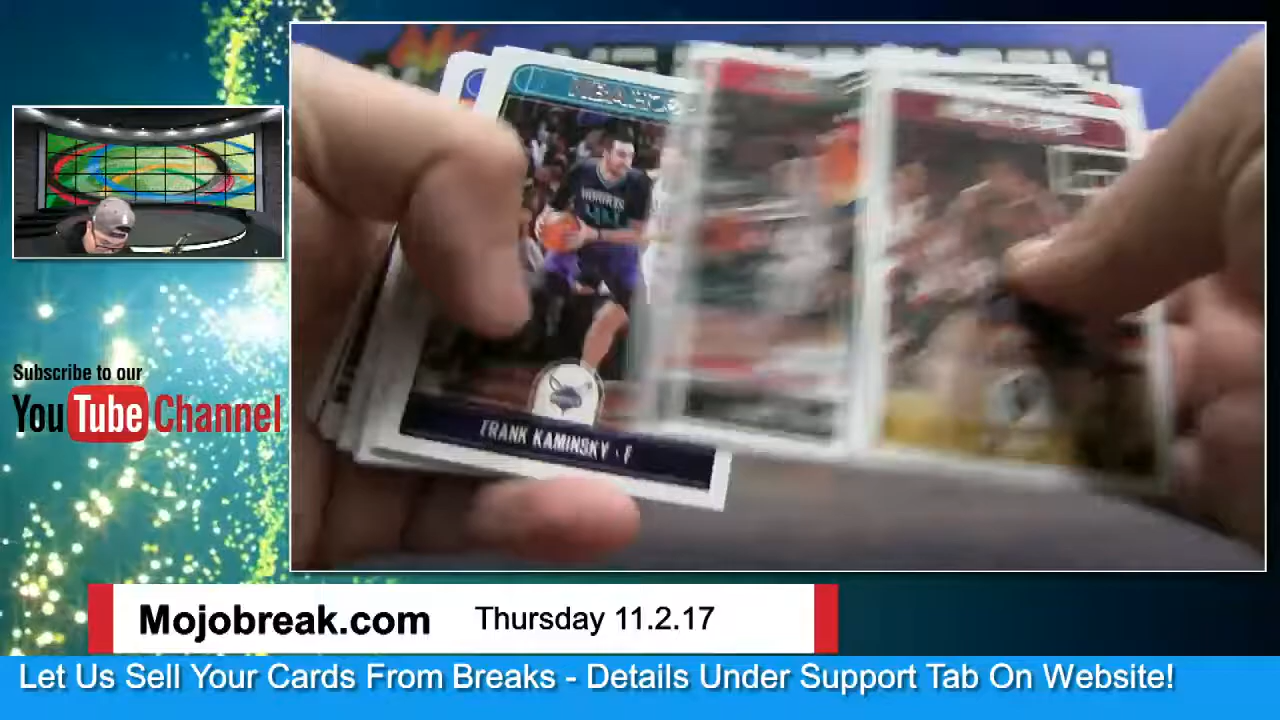 Subscribe to our
YouTube Channel
HORNETS
FRANK KAMINSKY · F
Mojobreak.com
Thursday 11.2.17
Let Us Sell Your Cards From Breaks - Details Under Support Tab On Website!